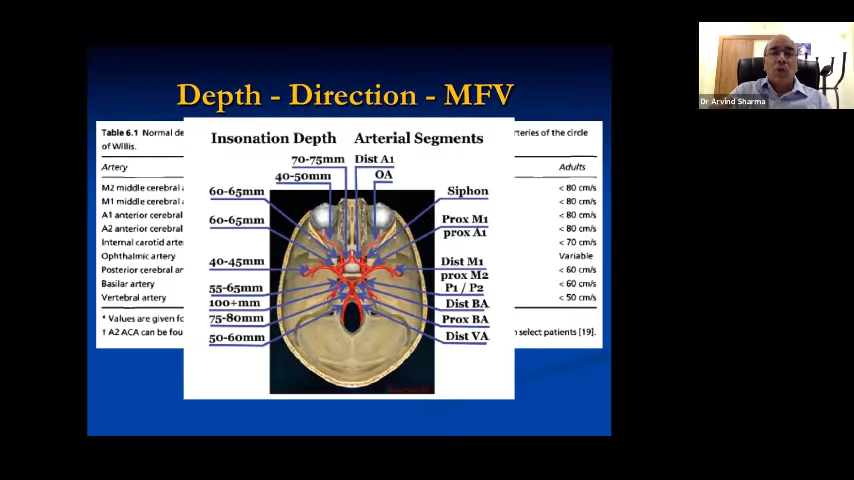 Depth - Direction - MFV
Table 6.1 Normal de
rteries of the circle
of Willis.
Artery
Adults
M2 middle cerebral a
< 80 cm/s
M1 middle cerebral a
< 80 cm/s
A1 anterior cerebral
< 80 cm/s
A2 anterior cerebral
< 80 cm/s
Internal carotid arte
< 70 cm/s
Ophthalmic artery
Variable
Posterior cerebral ar
< 60 cm/s
Basilar artery
< 60 cm/s
Vertebral artery
< 50 cm/s
* Values are given fo
† A2 ACA can be fou
n select patients [19].
Insonation Depth Arterial Segments
70-75mm Dist A1
40-50mm OA
60-65mm Siphon
60-65mm Prox M1
prox A1
40-45mm Dist M1
prox M2
55-65mm P1 / P2
100+mm Dist BA
75-80mm Prox BA
50-60mm Dist VA
Dr Arvind Sharma